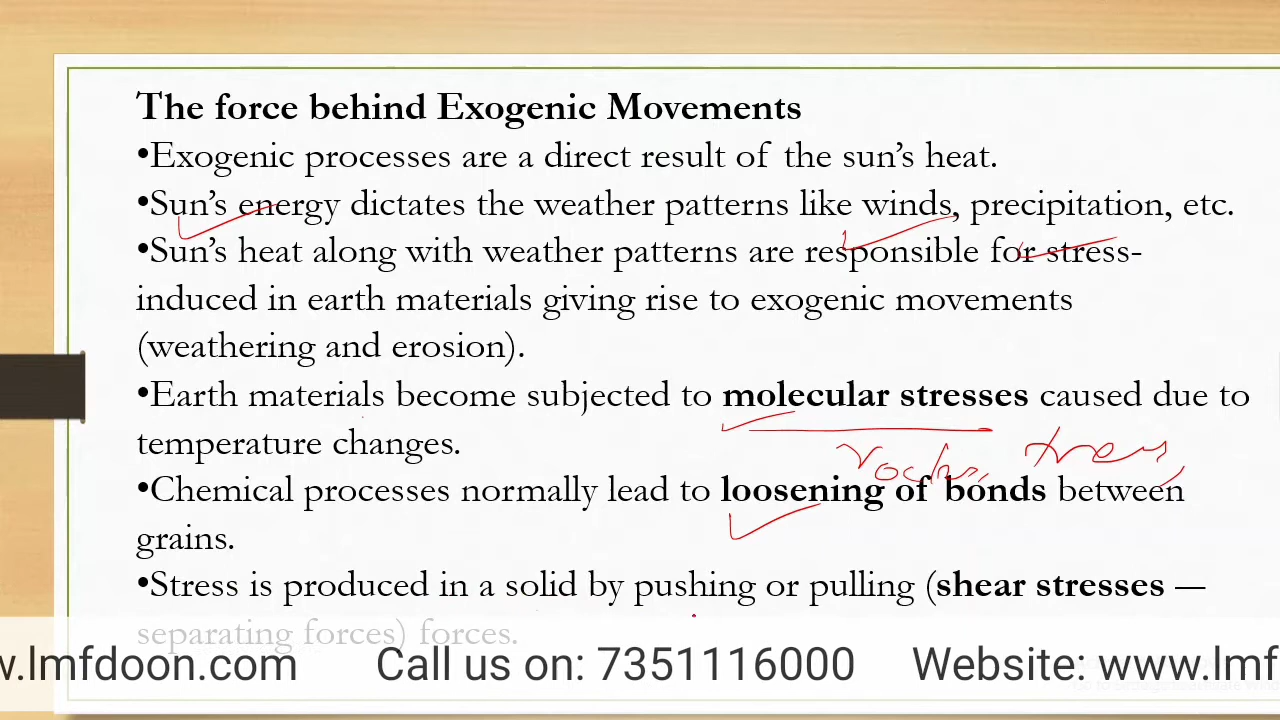 The force behind Exogenic Movements
•Exogenic processes are a direct result of the sun's heat.
•Sun's energy dictates the weather patterns like winds, precipitation, etc.
•Sun's heat along with weather patterns are responsible for stress-
induced in earth materials giving rise to exogenic movements
(weathering and erosion).
•Earth materials become subjected to molecular stresses caused due to
temperature changes.
rocks,
•Chemical processes normally lead to loosening of bonds between
grains.
•Stress is produced in a solid by pushing or pulling (shear stresses —
separating forces) forces.
w.lmfdoon.com Call us on: 7351116000 Website: www.lmf